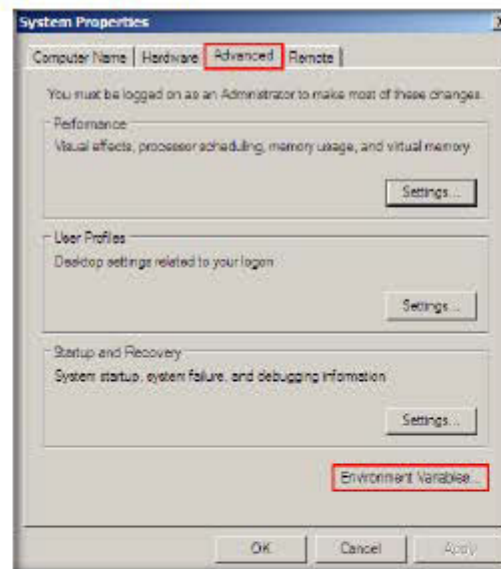 System Properties
Computer Name
Hardware
Advanced
Remote
You must be logged on as an Administrator to make most of these changes.
Performance
Visual effects, processor scheduling, memory usage, and virtual memory
Settings...
User Profiles
Desktop settings related to your logon
Settings...
Startup and Recovery
System startup, system failure, and debugging information
Settings...
Environment Variables...
OK
Cancel
Apply